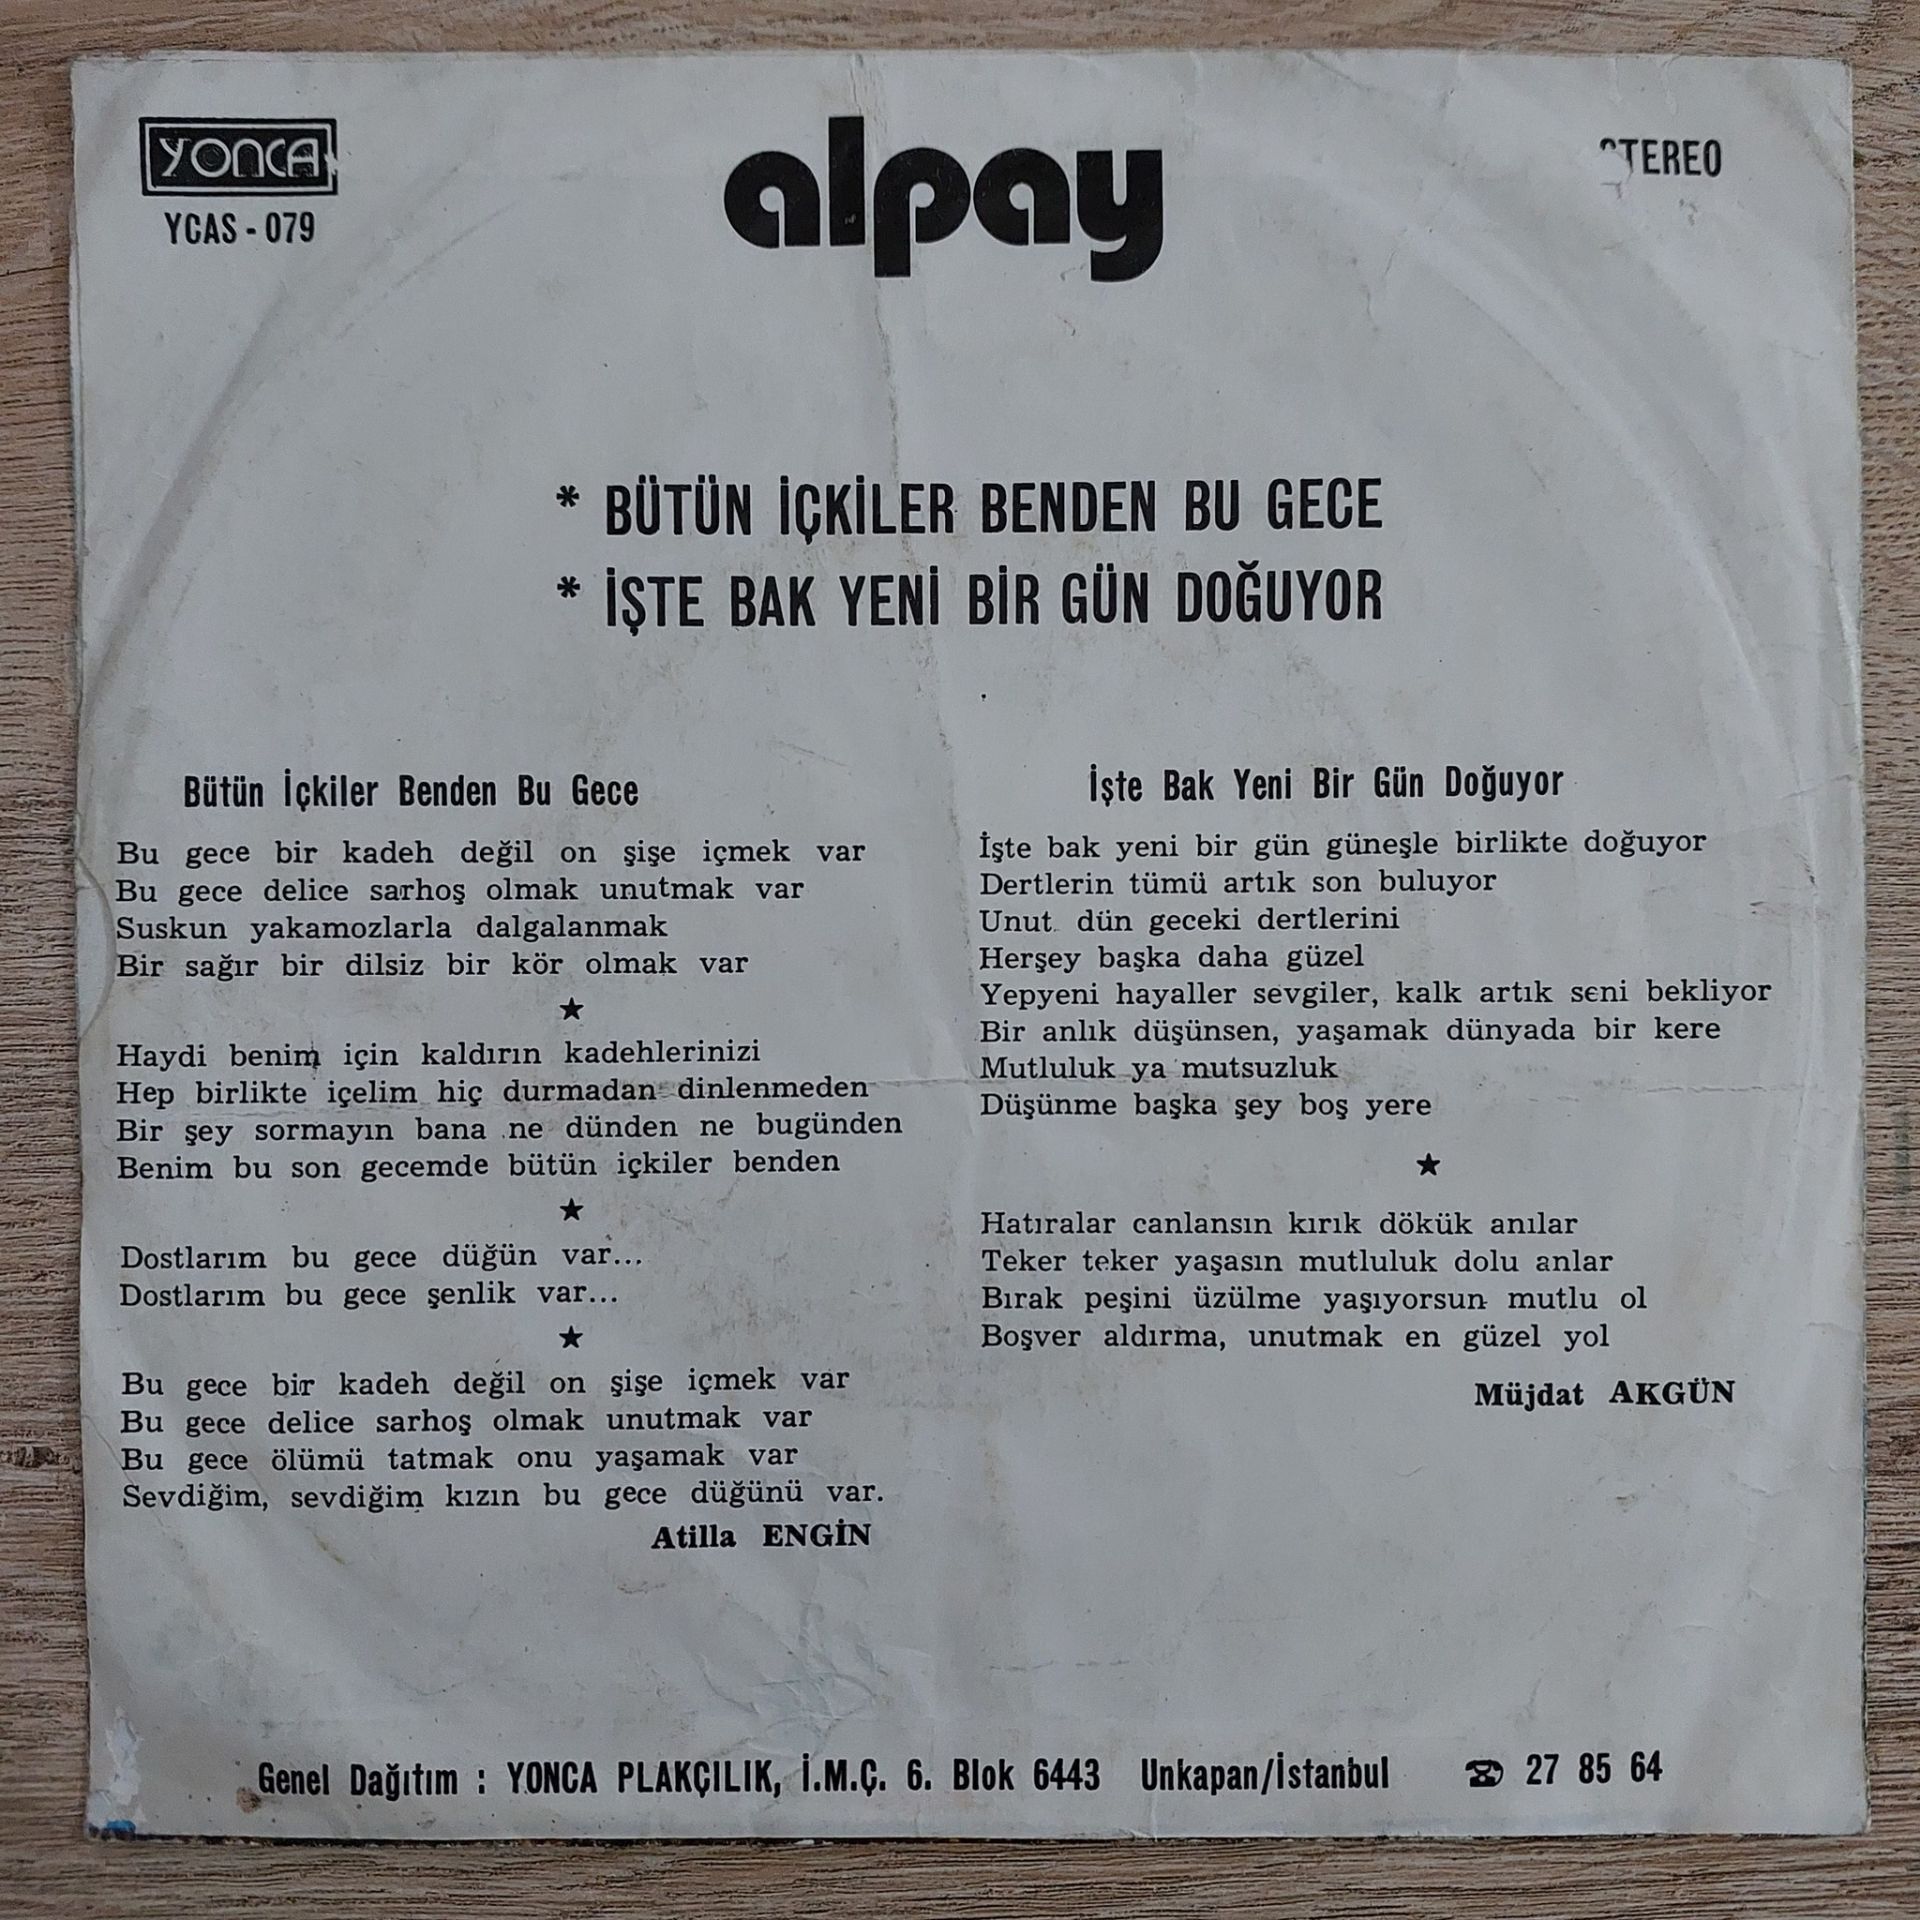 YONCA
YCAS - 079
alpay
STEREO
* BÜTÜN İÇKİLER BENDEN BU GECE
* İŞTE BAK YENİ BİR GÜN DOĞUYOR
Bütün İçkiler Benden Bu Gece
Bu gece bir kadeh değil on şişe içmek var
Bu gece delice sarhoş olmak unutmak var
Suskun yakamozlarla dalgalanmak
Bir sağır bir dilsiz bir kör olmak var
★
Haydi benim için kaldırın kadehlerinizi
Hep birlikte içelim hiç durmadan dinlenmeden
Bir şey sormayın bana ne dünden ne bugünden
Benim bu son gecemde bütün içkiler benden
★
Dostlarım bu gece düğün var...
Dostlarım bu gece şenlik var...
★
Bu gece bir kadeh değil on şişe içmek var
Bu gece delice sarhoş olmak unutmak var
Bu gece ölümü tatmak onu yaşamak var
Sevdiğim, sevdiğim kızın bu gece düğünü var.
Atilla ENGİN
İşte Bak Yeni Bir Gün Doğuyor
İşte bak yeni bir gün güneşle birlikte doğuyor
Dertlerin tümü artık son buluyor
Unut dün geceki dertlerini
Herşey başka daha güzel
Yepyeni hayaller sevgiler, kalk artık seni bekliyor
Bir anlık düşünsen, yaşamak dünyada bir kere
Mutluluk ya mutsuzluk
Düşünme başka şey boş yere
★
Hatıralar canlansın kırık dökük anılar
Teker teker yaşasın mutluluk dolu anlar
Bırak peşini üzülme yaşıyorsun mutlu ol
Boşver aldırma, unutmak en güzel yol
Müjdat AKGÜN
Genel Dağıtım : YONCA PLAKÇILIK, İ.M.Ç. 6. Blok 6443 Unkapan/İstanbul ☎ 27 85 64